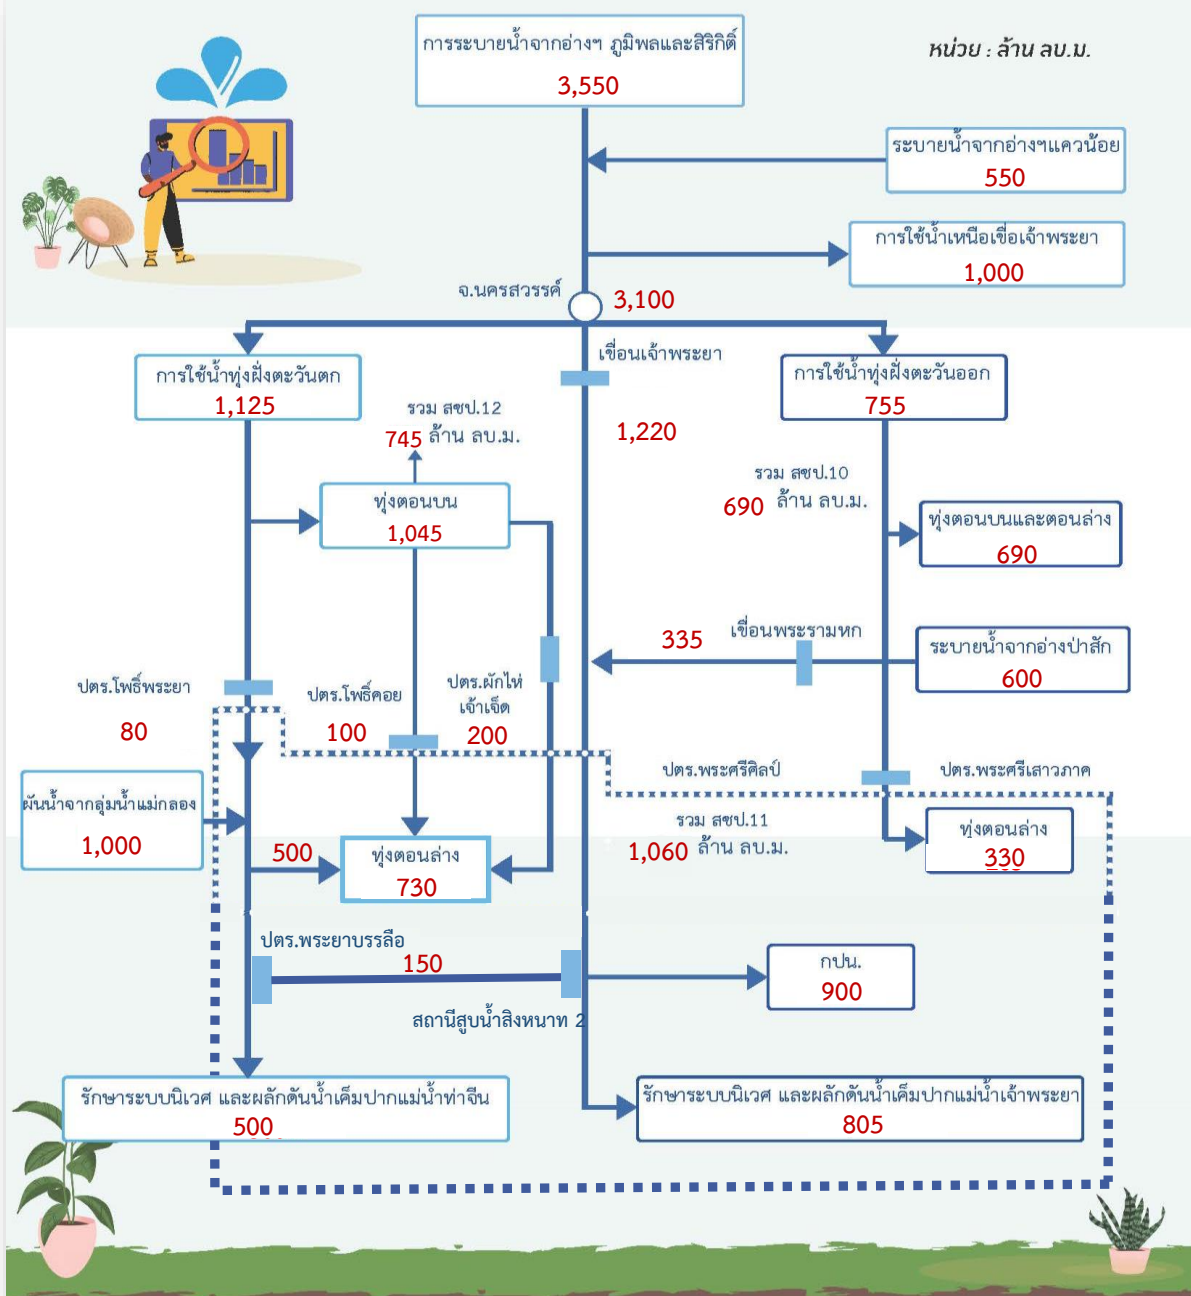 การระบายน้ำจากอ่างฯ ภูมิพลและสิริกิติ์
3,550
หน่วย : ล้าน ลบ.ม.
ระบายน้ำจากอ่างฯแควน้อย
550
การใช้น้ำเหนือเขื่อเจ้าพระยา
1,000
จ.นครสวรรค์
3,100
เขื่อนเจ้าพระยา
การใช้น้ำทุ่งฝั่งตะวันตก
1,125
การใช้น้ำทุ่งฝั่งตะวันออก
755
รวม สชป.12
745 ล้าน ลบ.ม.
1,220
รวม สชป.10
690 ล้าน ลบ.ม.
ทุ่งตอนบน
1,045
ทุ่งตอนบนและตอนล่าง
690
335
เขื่อนพระรามหก
ระบายน้ำจากอ่างป่าสัก
600
ปตร.โพธิ์พระยา
80
ปตร.โพธิ์คอย
100
ปตร.ผักไห่
เจ้าเจ็ด
200
ปตร.พระศรีศิลป์
ปตร.พระศรีเสาวภาค
ผันน้ำจากลุ่มน้ำแม่กลอง
1,000
รวม สชป.11
1,060 ล้าน ลบ.ม.
ทุ่งตอนล่าง
330
500
ทุ่งตอนล่าง
730
ปตร.พระยาบรรลือ
150
สถานีสูบน้ำสิงหนาท 2
กปน.
900
รักษาระบบนิเวศ และผลักดันน้ำเค็มปากแม่น้ำท่าจีน
500
รักษาระบบนิเวศ และผลักดันน้ำเค็มปากแม่น้ำเจ้าพระยา
805